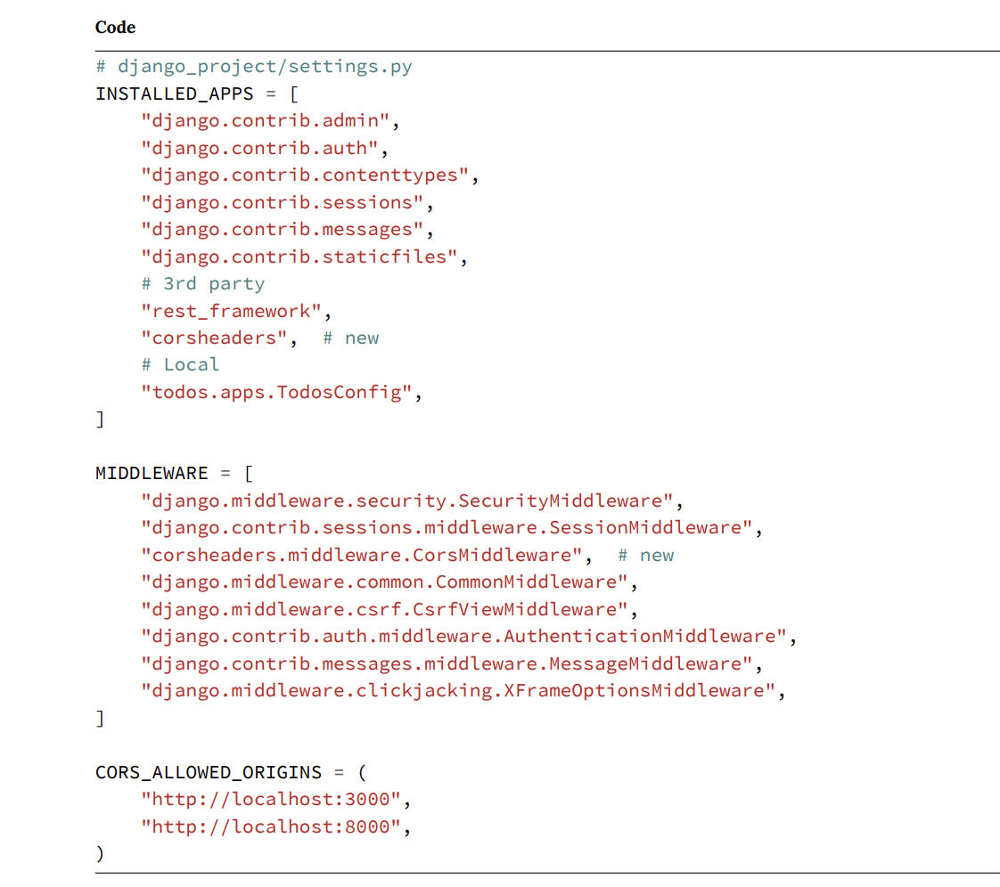 Code
# django_project/settings.py
INSTALLED_APPS = [
    "django.contrib.admin",
    "django.contrib.auth",
    "django.contrib.contenttypes",
    "django.contrib.sessions",
    "django.contrib.messages",
    "django.contrib.staticfiles",
    # 3rd party
    "rest_framework",
    "corsheaders",  # new
    # Local
    "todos.apps.TodosConfig",
]

MIDDLEWARE = [
    "django.middleware.security.SecurityMiddleware",
    "django.contrib.sessions.middleware.SessionMiddleware",
    "corsheaders.middleware.CorsMiddleware",  # new
    "django.middleware.common.CommonMiddleware",
    "django.middleware.csrf.CsrfViewMiddleware",
    "django.contrib.auth.middleware.AuthenticationMiddleware",
    "django.contrib.messages.middleware.MessageMiddleware",
    "django.middleware.clickjacking.XFrameOptionsMiddleware",
]

CORS_ALLOWED_ORIGINS = (
    "http://localhost:3000",
    "http://localhost:8000",
)